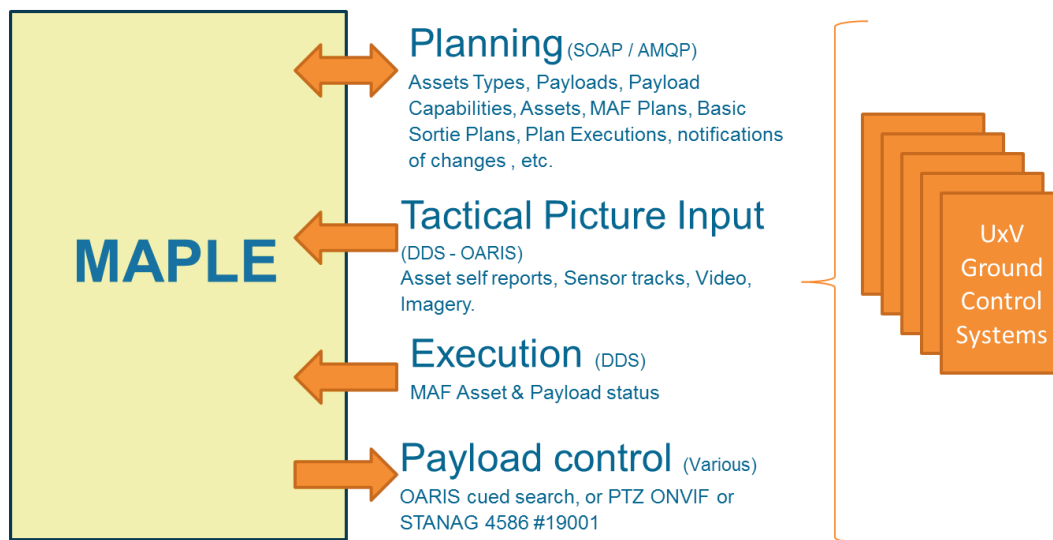 MAPLE
Planning (SOAP / AMQP)
Assets Types, Payloads, Payload
Capabilities, Assets, MAF Plans, Basic
Sortie Plans, Plan Executions, notifications
of changes , etc.
Tactical Picture Input
(DDS - OARIS)
Asset self reports, Sensor tracks, Video,
Imagery.
Execution (DDS)
MAF Asset & Payload status
Payload control (Various)
OARIS cued search, or PTZ ONVIF or
STANAG 4586 #19001
UxV
Ground
Control
Systems